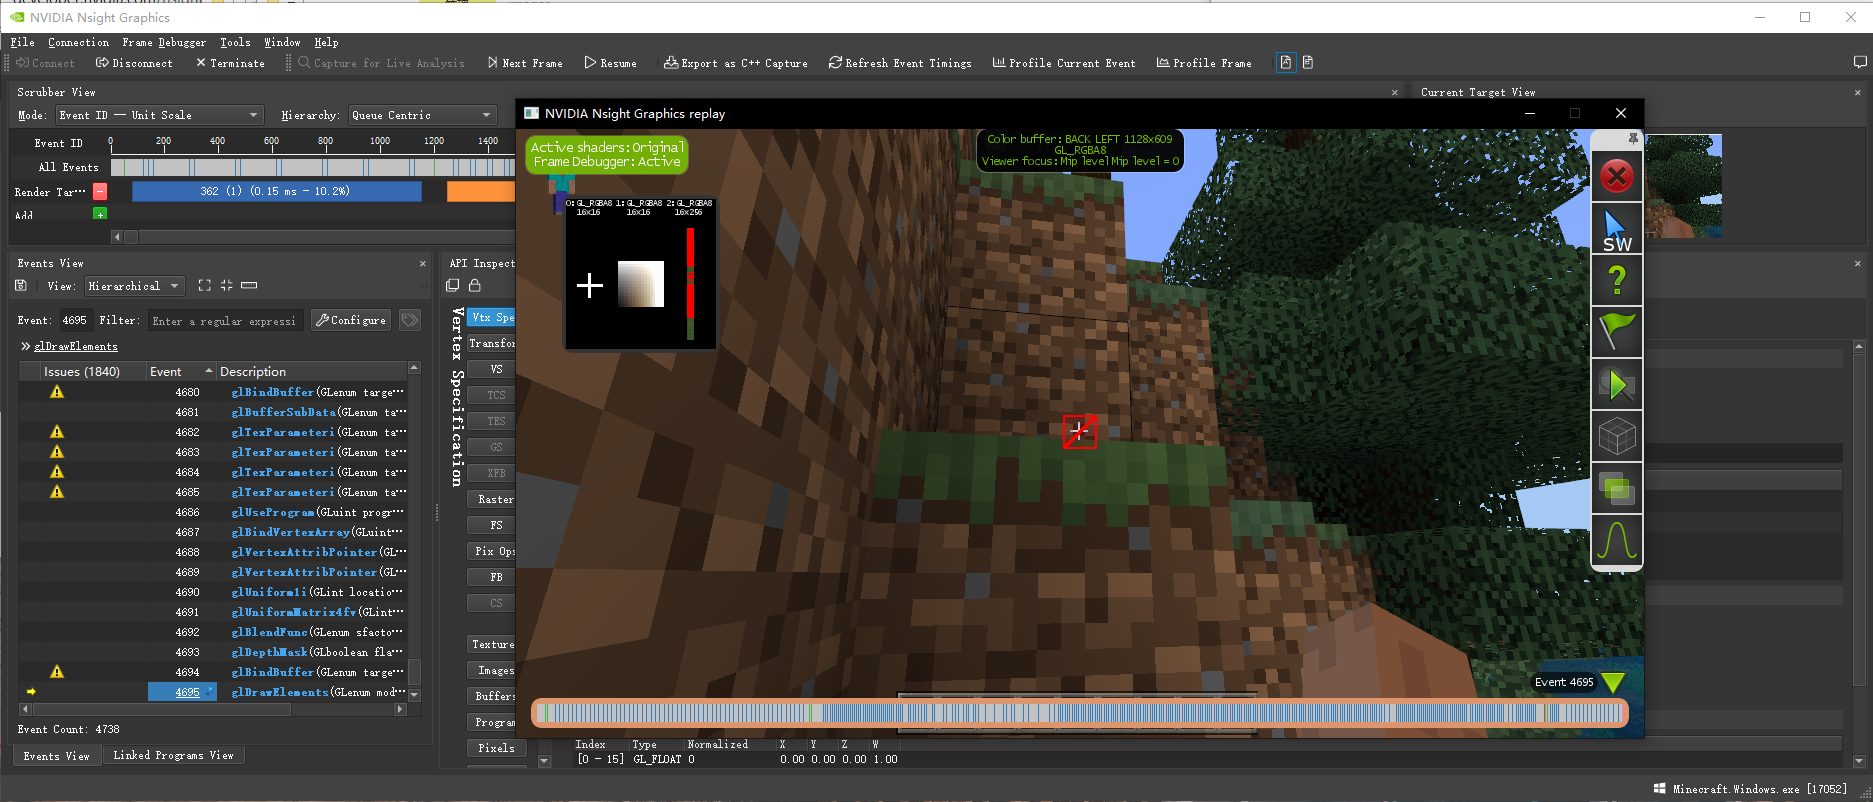 NVIDIA Nsight Graphics
File Connection Frame Debugger Tools Window Help
Connect Disconnect Terminate Capture for Live Analysis Next Frame Resume Export as C++ Capture Refresh Event Timings Profile Current Event Profile Frame
Scrubber View
Mode: Event ID — Unit Scale Hierarchy: Queue Centric
Event ID 0 200 400 600 800 1000 1200 1400
All Events
Render Tar... 362 (1) (0.15 ms - 10.2%)
Add
Current Target View
NVIDIA Nsight Graphics replay
Active shaders: Original
Frame Debugger: Active
Color buffer: BACK LEFT 1128x609
GL_RGBA8
Viewer focus: Mip level Mip level = 0
0: GL_RGBA8 1: GL_RGBA8 2: GL_RGBA8
16x16 16x16 16x256
SW
?
Event 4695
Events View
View: Hierarchical
Event: 4695 Filter: Enter a regular expressi Configure
glDrawElements
Issues (1840) Event Description
4680 glBindBuffer(GLenum targe...
4681 glBufferSubData(GLenum ta...
4682 glTexParameteri(GLenum ta...
4683 glTexParameteri(GLenum ta...
4684 glTexParameteri(GLenum ta...
4685 glTexParameteri(GLenum ta...
4686 glUseProgram(GLuint progr...
4687 glBindVertexArray(GLuint...
4688 glVertexAttribPointer(GL...
4689 glVertexAttribPointer(GL...
4690 glUniform1i(GLint locatio...
4691 glUniformMatrix4fv(GLint...
4692 glBlendFunc(GLenum sfacto...
4693 glDepthMask(GLboolean fla...
4694 glBindBuffer(GLenum targe...
4695 glDrawElements(GLenum mod...
Event Count: 4738
Events View Linked Programs View
API Inspect
Vertex Specification
Vtx Spe
Transfor
VS
TCS
TES
GS
XFB
Raster
FS
Pix Ops
FB
CS
Texture
Images
Buffers
Program
Pixels
Index Type Normalized X Y Z W
[0 - 15] GL_FLOAT 0 0.00 0.00 0.00 1.00
Minecraft.Windows.exe [17052]